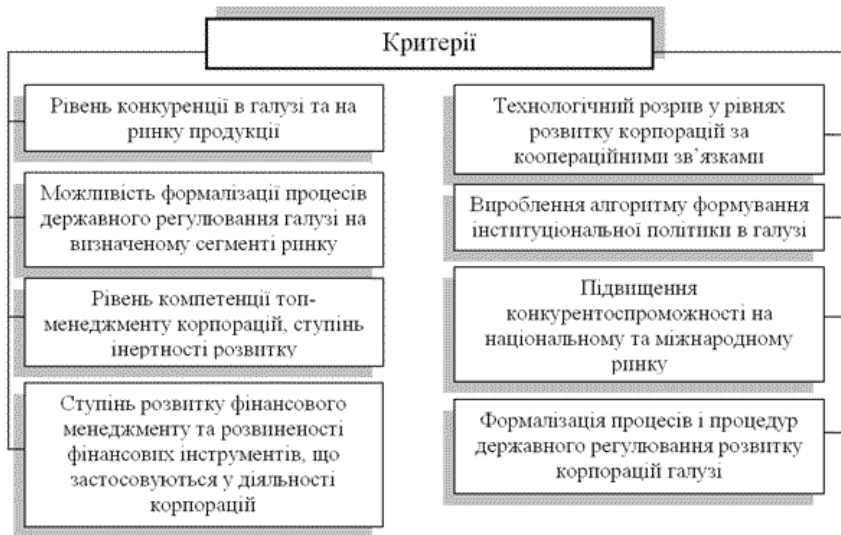 Критерії
Рівень конкуренції в галузі та на
ринку продукції
Можливість формалізації процесів
державного регулювання галузі на
визначеному сегменті ринку
Рівень компетенції топ-
менеджменту корпорацій, ступінь
інертності розвитку
Ступінь розвитку фінансового
менеджменту та розвиненості
фінансових інструментів, що
застосовуються у діяльності
корпорацій
Технологічний розрив у рівнях
розвитку корпорацій за
коопераційними зв’язками
Вироблення алгоритму формування
інституціональної політики в галузі
Підвищення
конкурентоспроможності на
національному та міжнародному
ринку
Формалізація процесів і процедур
державного регулювання розвитку
корпорацій галузі